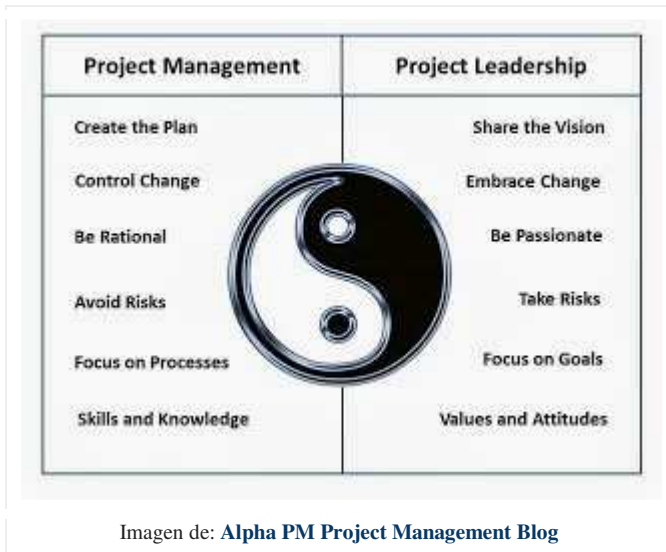 Project Management
Project Leadership
Create the Plan
Share the Vision
Control Change
Embrace Change
Be Rational
Be Passionate
Avoid Risks
Take Risks
Focus on Processes
Focus on Goals
Skills and Knowledge
Values and Attitudes
Imagen de: Alpha PM Project Management Blog